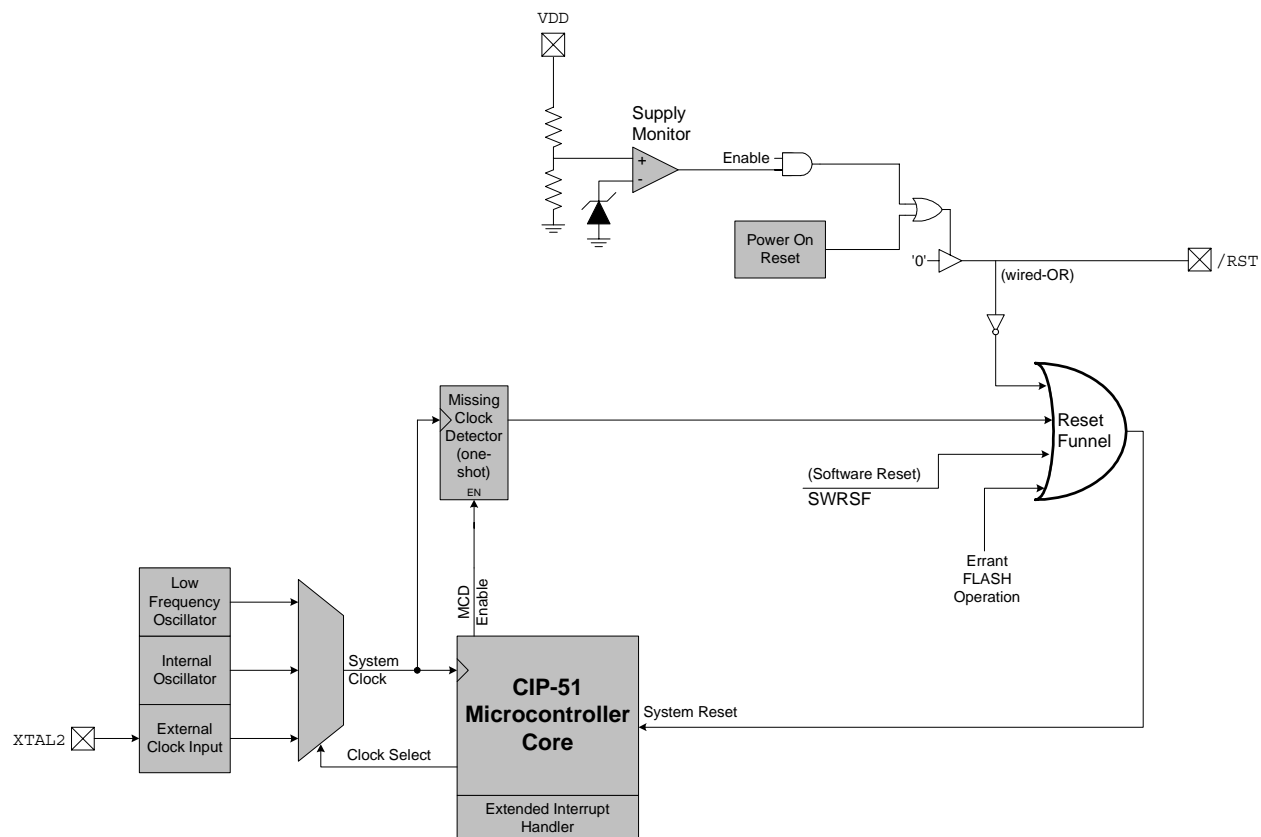 VDD
Supply
Monitor
+
-
Enable
Power On
Reset
'0'
(wired-OR)
/RST
Missing
Clock
Detector
(one-
shot)
EN
Reset
Funnel
(Software Reset)
SWRSF
Errant
FLASH
Operation
MCD
Enable
Low
Frequency
Oscillator
Internal
Oscillator
External
Clock Input
XTAL2
System
Clock
Clock Select
CIP-51
Microcontroller
Core
System Reset
Extended Interrupt
Handler